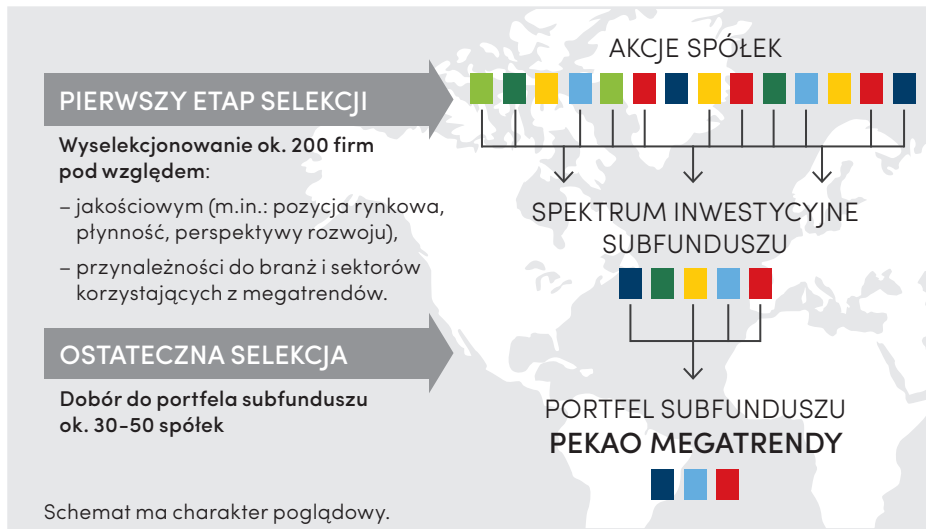 AKCJE SPÓŁEK
PIERWSZY ETAP SELEKCJI
Wyselekcjonowanie ok. 200 firm
pod względem:
– jakościowym (m.in.: pozycja rynkowa,
płynność, perspektywy rozwoju),
– przynależności do branż i sektorów
korzystających z megatrendów.
SPEKTRUM INWESTYCYJNE
SUBFUNDUSZU
OSTATECZNA SELEKCJA
Dobór do portfela subfunduszu
ok. 30-50 spółek
PORTFEL SUBFUNDUSZU
PEKAO MEGATRENDY
Schemat ma charakter poglądowy.